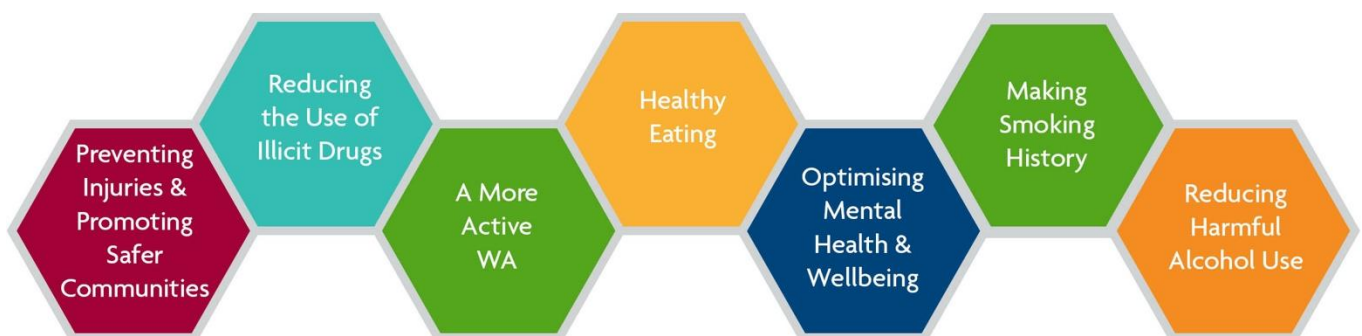 Preventing
Injuries &
Promoting
Safer
Communities
Reducing
the Use of
Illicit Drugs
A More
Active
WA
Healthy
Eating
Optimising
Mental
Health &
Wellbeing
Making
Smoking
History
Reducing
Harmful
Alcohol Use